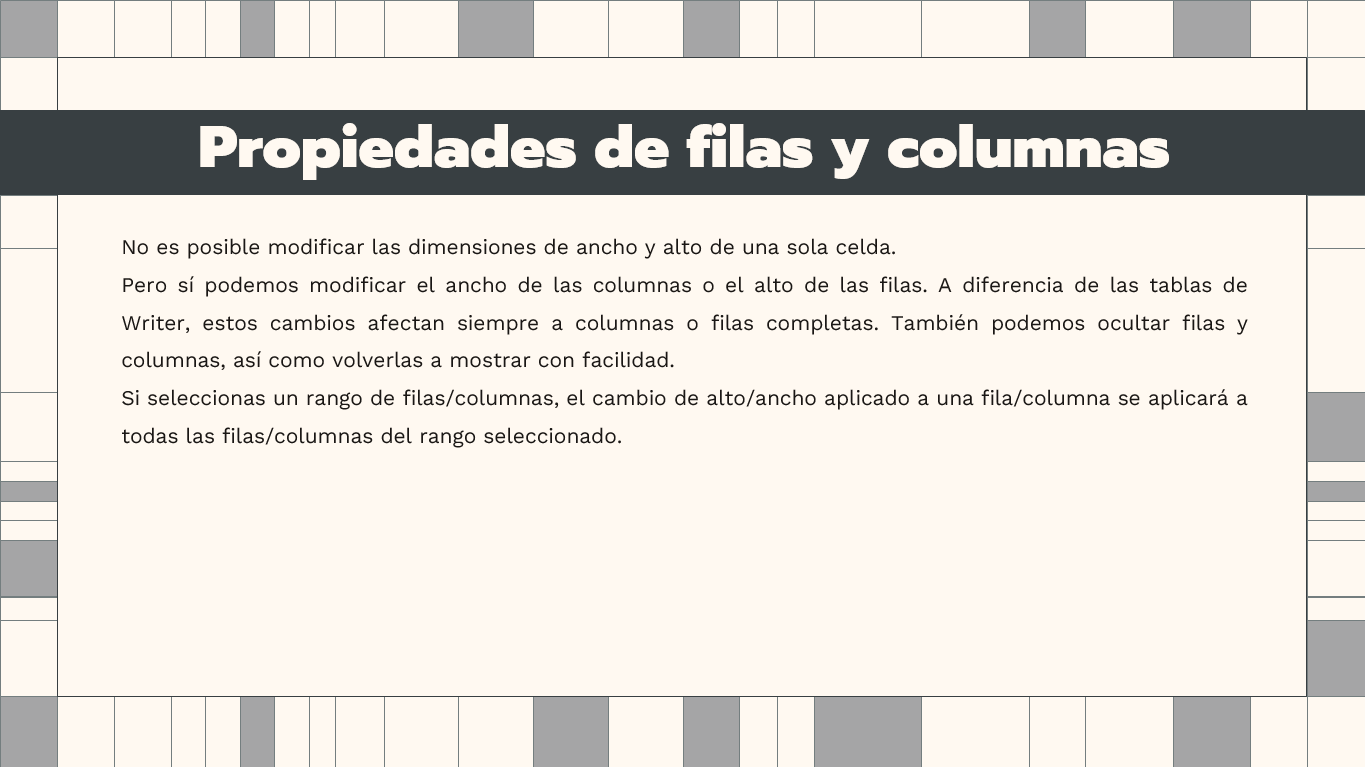 Propiedades de filas y columnas
No es posible modificar las dimensiones de ancho y alto de una sola celda.
Pero sí podemos modificar el ancho de las columnas o el alto de las filas. A diferencia de las tablas de
Writer, estos cambios afectan siempre a columnas o filas completas. También podemos ocultar filas y
columnas, así como volverlas a mostrar con facilidad.
Si seleccionas un rango de filas/columnas, el cambio de alto/ancho aplicado a una fila/columna se aplicará a
todas las filas/columnas del rango seleccionado.